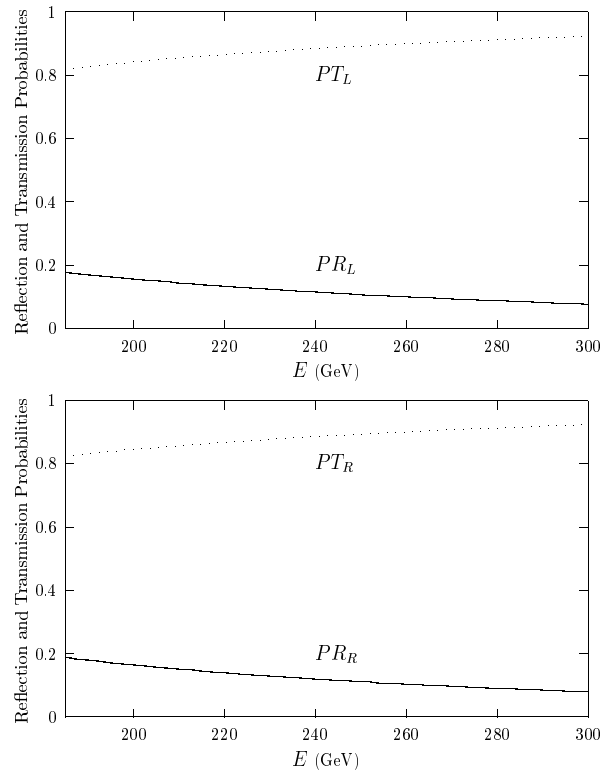 Reflection and Transmission Probabilities
1
0.8
0.6
0.4
0.2
0
PT_L
PR_L
200 220 240 260 280 300
E (GeV)
Reflection and Transmission Probabilities
1
0.8
0.6
0.4
0.2
0
PT_R
PR_R
200 220 240 260 280 300
E (GeV)